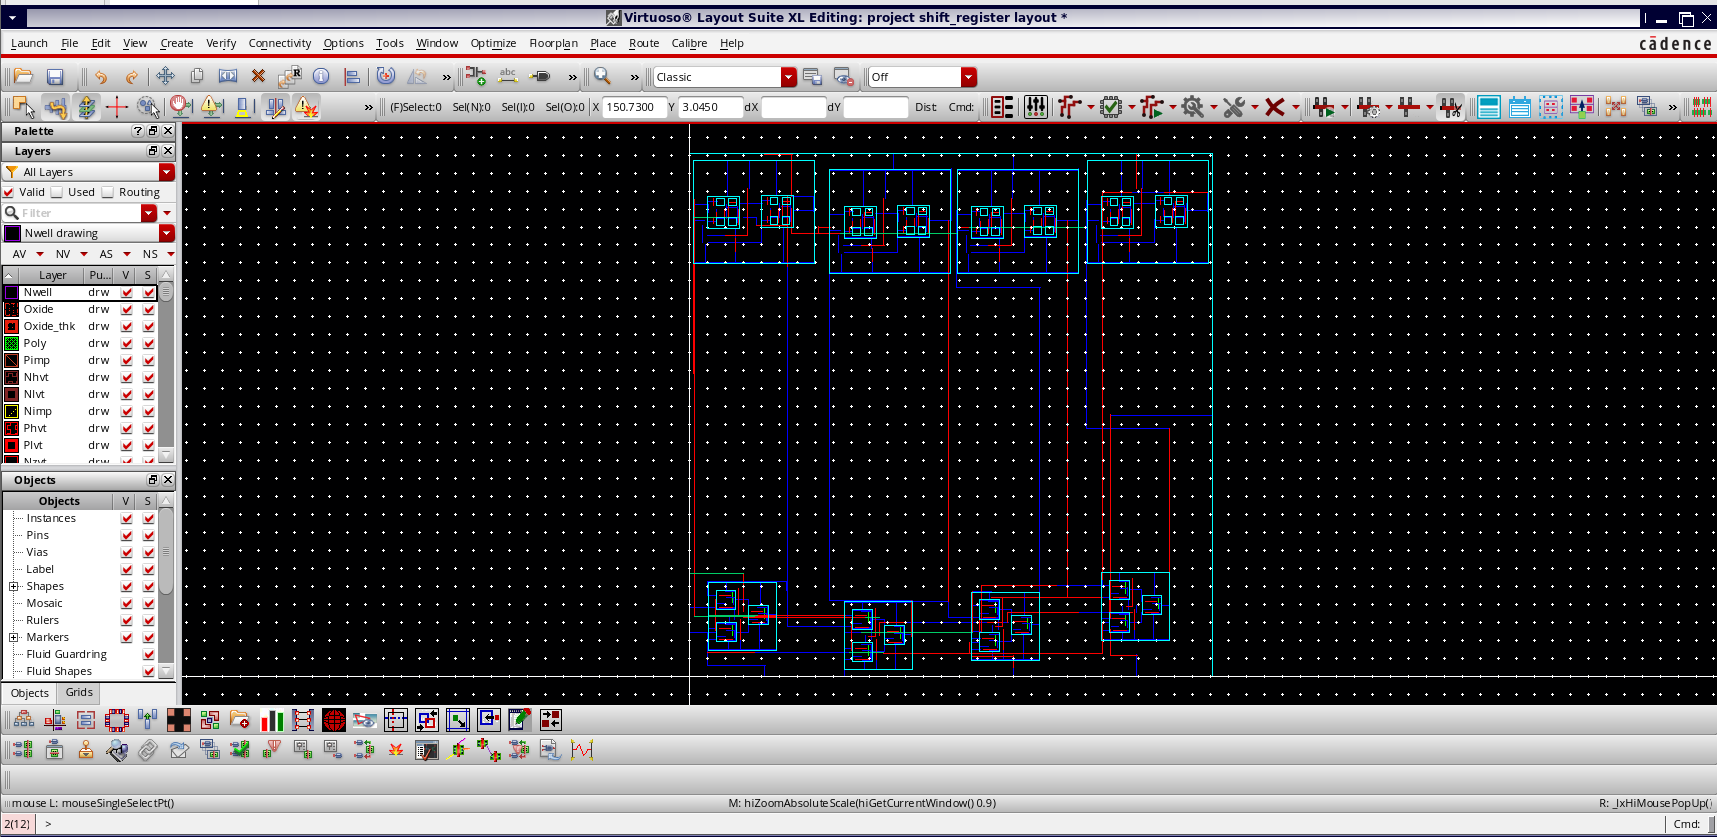 Virtuoso® Layout Suite XL Editing: project shift_register layout *
Launch File Edit View Create Verify Connectivity Options Tools Window Optimize Floorplan Place Route Calibre Help
cādence
» » » Classic Off
» (F)Select:0 Sel(N):0 Sel(I):0 Sel(O):0 X 150.7300 Y 3.0450 dX dY Dist: Cmd: »
Palette ?
Layers
All Layers
Valid Used Routing
Filter
Nwell drawing
AV NV AS NS
Layer Pu... V S
Nwell drw
Oxide drw
Oxide_thk drw
Poly drw
Pimp drw
Nhvt drw
Nlvt drw
Nimp drw
Phvt drw
Plvt drw
Nzvt drw
Objects
Objects V S
Instances
Pins
Vias
Label
Shapes
Mosaic
Rulers
Markers
Fluid Guardring
Fluid Shapes
Objects Grids
abc
mouse L: mouseSingleSelectPt() M: hiZoomAbsoluteScale(hiGetCurrentWindow() 0.9) R: _lxHiMousePopUp()
2(12) > Cmd: